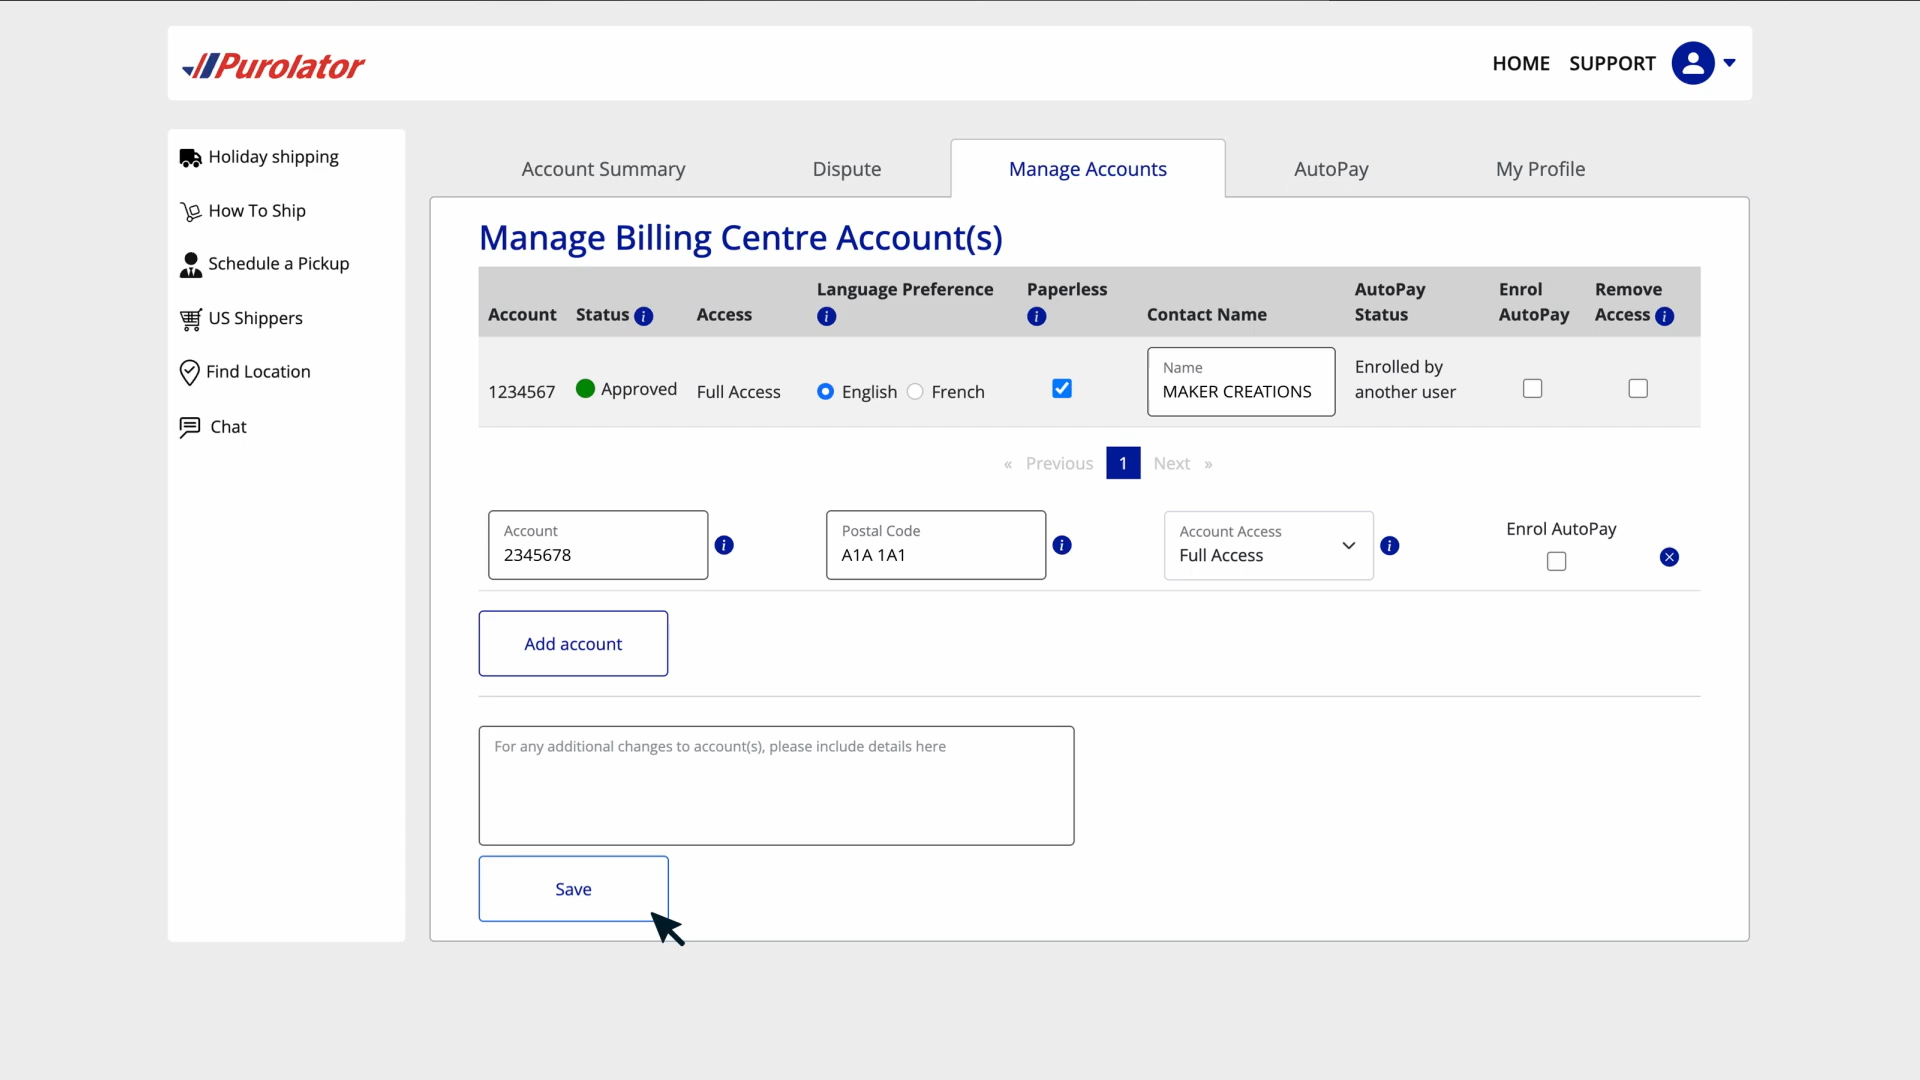 Purolator
HOME SUPPORT
Holiday shipping
How To Ship
Schedule a Pickup
US Shippers
Find Location
Chat
Account Summary Dispute Manage Accounts AutoPay My Profile
Manage Billing Centre Account(s)
Account Status i Access Language Preference i Paperless i Contact Name AutoPay Status Enrol AutoPay Remove Access i
1234567 Approved Full Access English French Name MAKER CREATIONS Enrolled by another user
« Previous 1 Next »
Account
2345678
i
Postal Code
A1A 1A1
i
Account Access
Full Access
i
Enrol AutoPay
Add account
For any additional changes to account(s), please include details here
Save